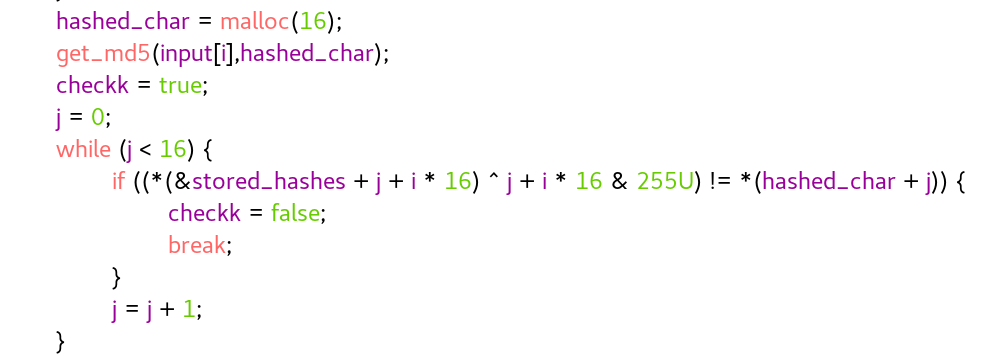 hashed_char = malloc(16);
get_md5(input[i],hashed_char);
checkk = true;
j = 0;
while (j < 16) {
if ((*(&stored_hashes + j + i * 16) ^ j + i * 16 & 255U) != *(hashed_char + j)) {
checkk = false;
break;
}
j = j + 1;
}